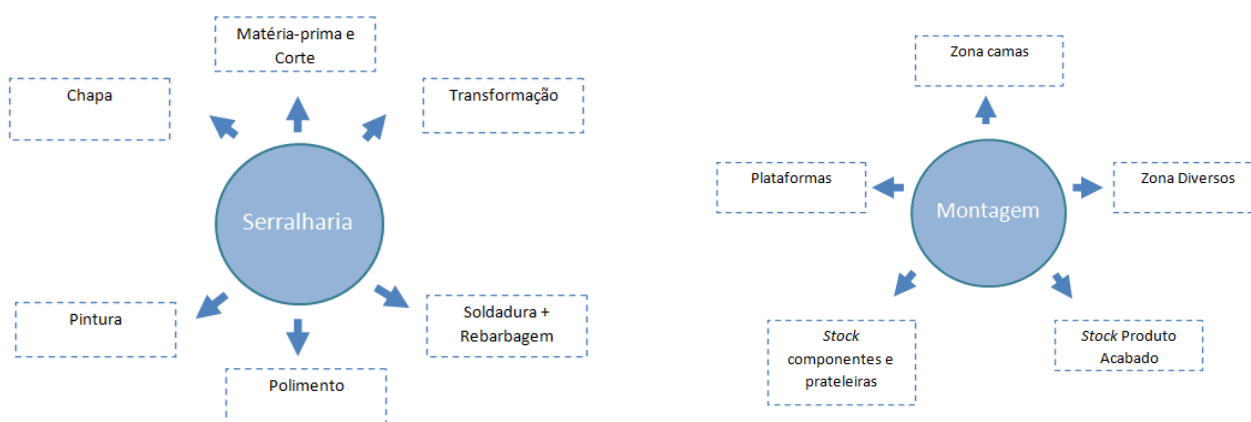 Matéria-prima e
Corte
Chapa
Transformação
Serralharia
Pintura
Soldadura +
Rebarbagem
Polimento
Zona camas
Plataformas
Zona Diversos
Montagem
Stock
componentes e
prateleiras
Stock Produto
Acabado